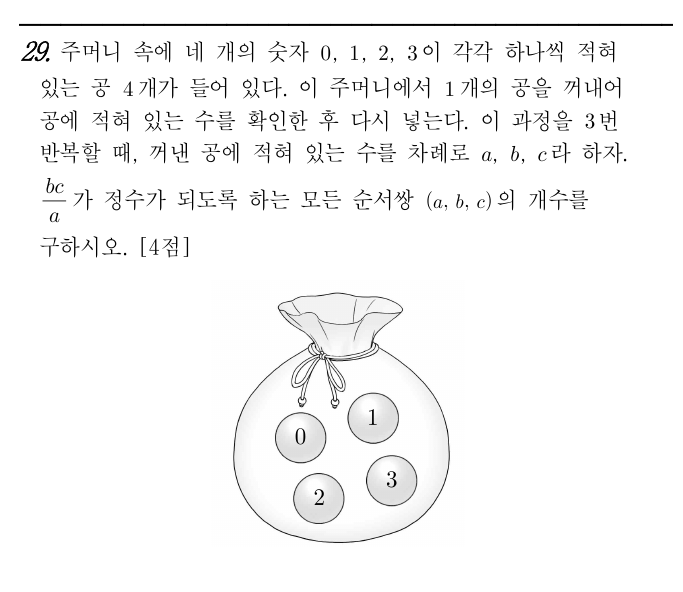 29. 주머니 속에 네 개의 숫자 0, 1, 2, 3이 각각 하나씩 적혀
있는 공 4개가 들어 있다. 이 주머니에서 1개의 공을 꺼내어
공에 적혀 있는 수를 확인한 후 다시 넣는다. 이 과정을 3번
반복할 때, 꺼낸 공에 적혀 있는 수를 차례로 a, b, c라 하자.
bc/a 가 정수가 되도록 하는 모든 순서쌍 (a, b, c)의 개수를
구하시오. [4점]
1
0
3
2